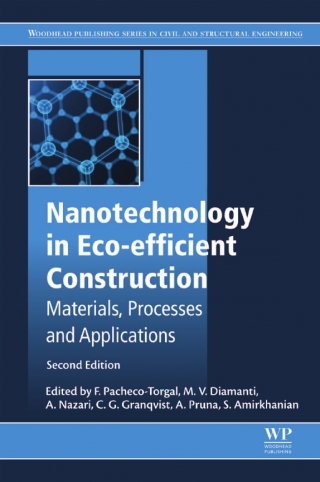 Woodhead Publishing Series in Civil and Structural Engineering
Nanotechnology
in Eco-efficient
Construction
Materials, Processes
and Applications
Second Edition
Edited by F. Pacheco-Torgal, M. V. Diamanti,
A. Nazari, C. G. Granqvist, A. Pruna, S. Amirkhanian
WP
WOODHEAD
PUBLISHING